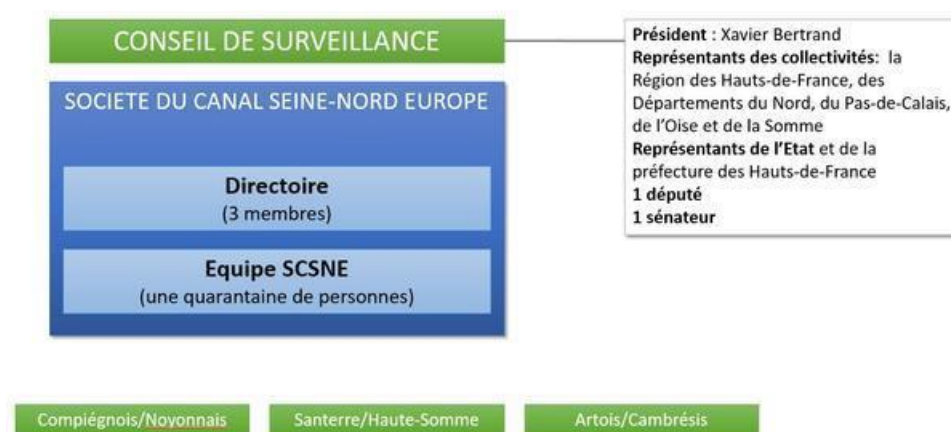 CONSEIL DE SURVEILLANCE
SOCIETE DU CANAL SEINE-NORD EUROPE
Directoire
(3 membres)
Equipe SCSNE
(une quarantaine de personnes)
Président : Xavier Bertrand
Représentants des collectivités: la
Région des Hauts-de-France, des
Départements du Nord, du Pas-de-Calais,
de l'Oise et de la Somme
Représentants de l'Etat et de la
préfecture des Hauts-de-France
1 député
1 sénateur
Compiégnois/Noyonnais
Santerre/Haute-Somme
Artois/Cambrésis